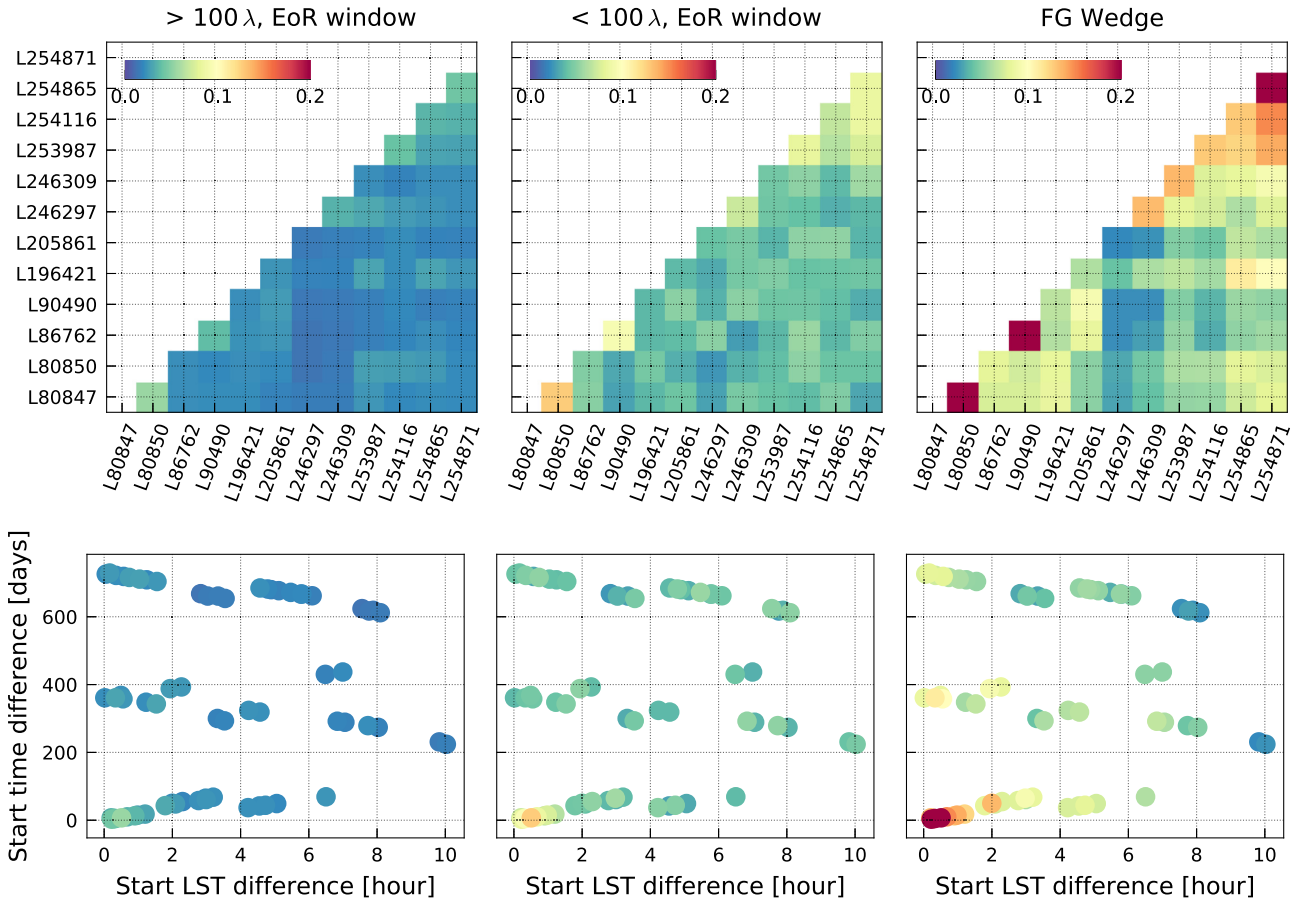 > 100 λ, EoR window
< 100 λ, EoR window
FG Wedge
0.0 0.1 0.2
0.0 0.1 0.2
0.0 0.1 0.2
L254871
L254865
L254116
L253987
L246309
L246297
L205861
L196421
L90490
L86762
L80850
L80847
L80847 L80850 L86762 L90490 L196421 L205861 L246297 L246309 L253987 L254116 L254865 L254871
L80847 L80850 L86762 L90490 L196421 L205861 L246297 L246309 L253987 L254116 L254865 L254871
L80847 L80850 L86762 L90490 L196421 L205861 L246297 L246309 L253987 L254116 L254865 L254871
Start time difference [days]
600
400
200
0
0 2 4 6 8 10
0 2 4 6 8 10
0 2 4 6 8 10
Start LST difference [hour]
Start LST difference [hour]
Start LST difference [hour]